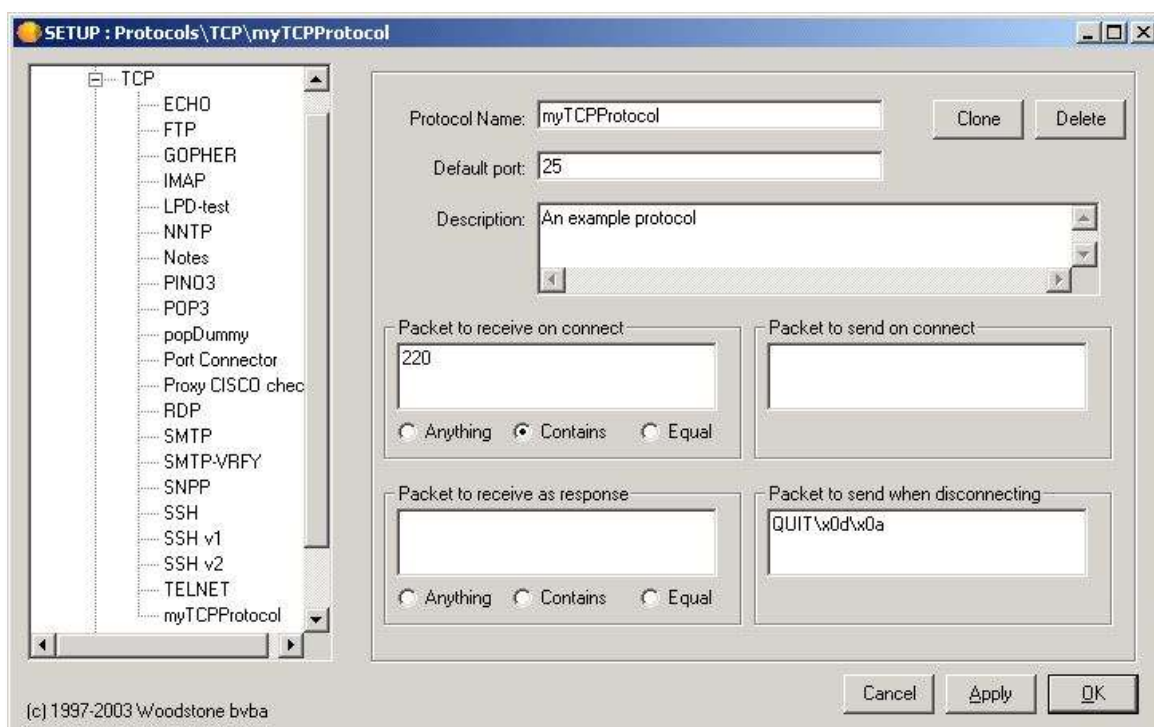 SETUP : Protocols\TCP\myTCPProtocol
TCP
ECHO
FTP
GOPHER
IMAP
LPD-test
NNTP
Notes
PINO3
POP3
popDummy
Port Connector
Proxy CISCO chec
RDP
SMTP
SMTP-VRFY
SNPP
SSH
SSH v1
SSH v2
TELNET
myTCPProtocol
Protocol Name: myTCPProtocol
Clone Delete
Default port: 25
Description: An example protocol
Packet to receive on connect
220
Anything Contains Equal
Packet to send on connect
Packet to receive as response
Anything Contains Equal
Packet to send when disconnecting
QUIT\x0d\x0a
Cancel Apply OK
(c) 1997-2003 Woodstone bvba